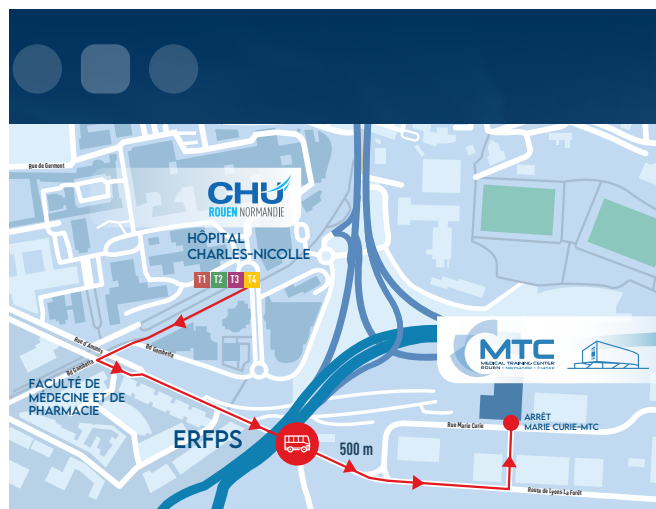 Rue de Germont
CHU
ROUEN NORMANDIE
HÔPITAL
CHARLES-NICOLLE
T1 T2 T3 T4
MTC
MEDICAL TRAINING CENTER
ROUEN - Normandie - France
Rue d'Amiens
Bd Gambetta
Bd Gambetta
FACULTÉ DE
MÉDECINE ET DE
PHARMACIE
ARRÊT
MARIE CURIE-MTC
Rue Marie Curie
ERFPS
500 m
Route de Lyons La Forêt